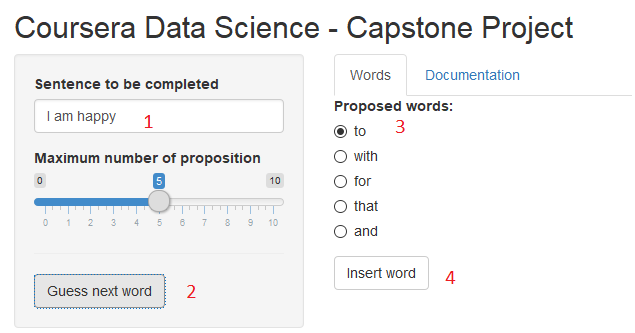 Coursera Data Science - Capstone Project
Sentence to be completed
I am happy 1
Maximum number of proposition
0 5 10
0 1 2 3 4 5 6 7 8 9 10
Guess next word 2
Words Documentation
Proposed words:
to 3
with
for
that
and
Insert word 4